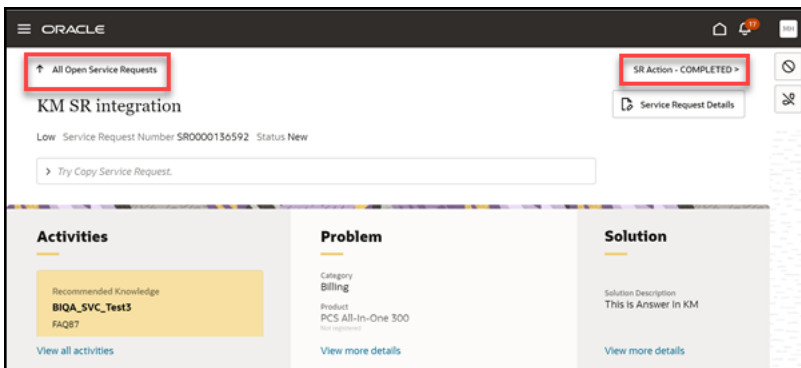 ORACLE
17
MH
All Open Service Requests
SR Action - COMPLETED >
KM SR integration
Service Request Details
Low Service Request Number SR0000136592 Status New
> Try Copy Service Request.
Activities
Recommended Knowledge
BIQA_SVC_Test3
FAQ87
View all activities
Problem
Category
Billing
Product
PCS All-In-One 300
Not registered
View more details
Solution
Solution Description
This is Answer In KM
View more details